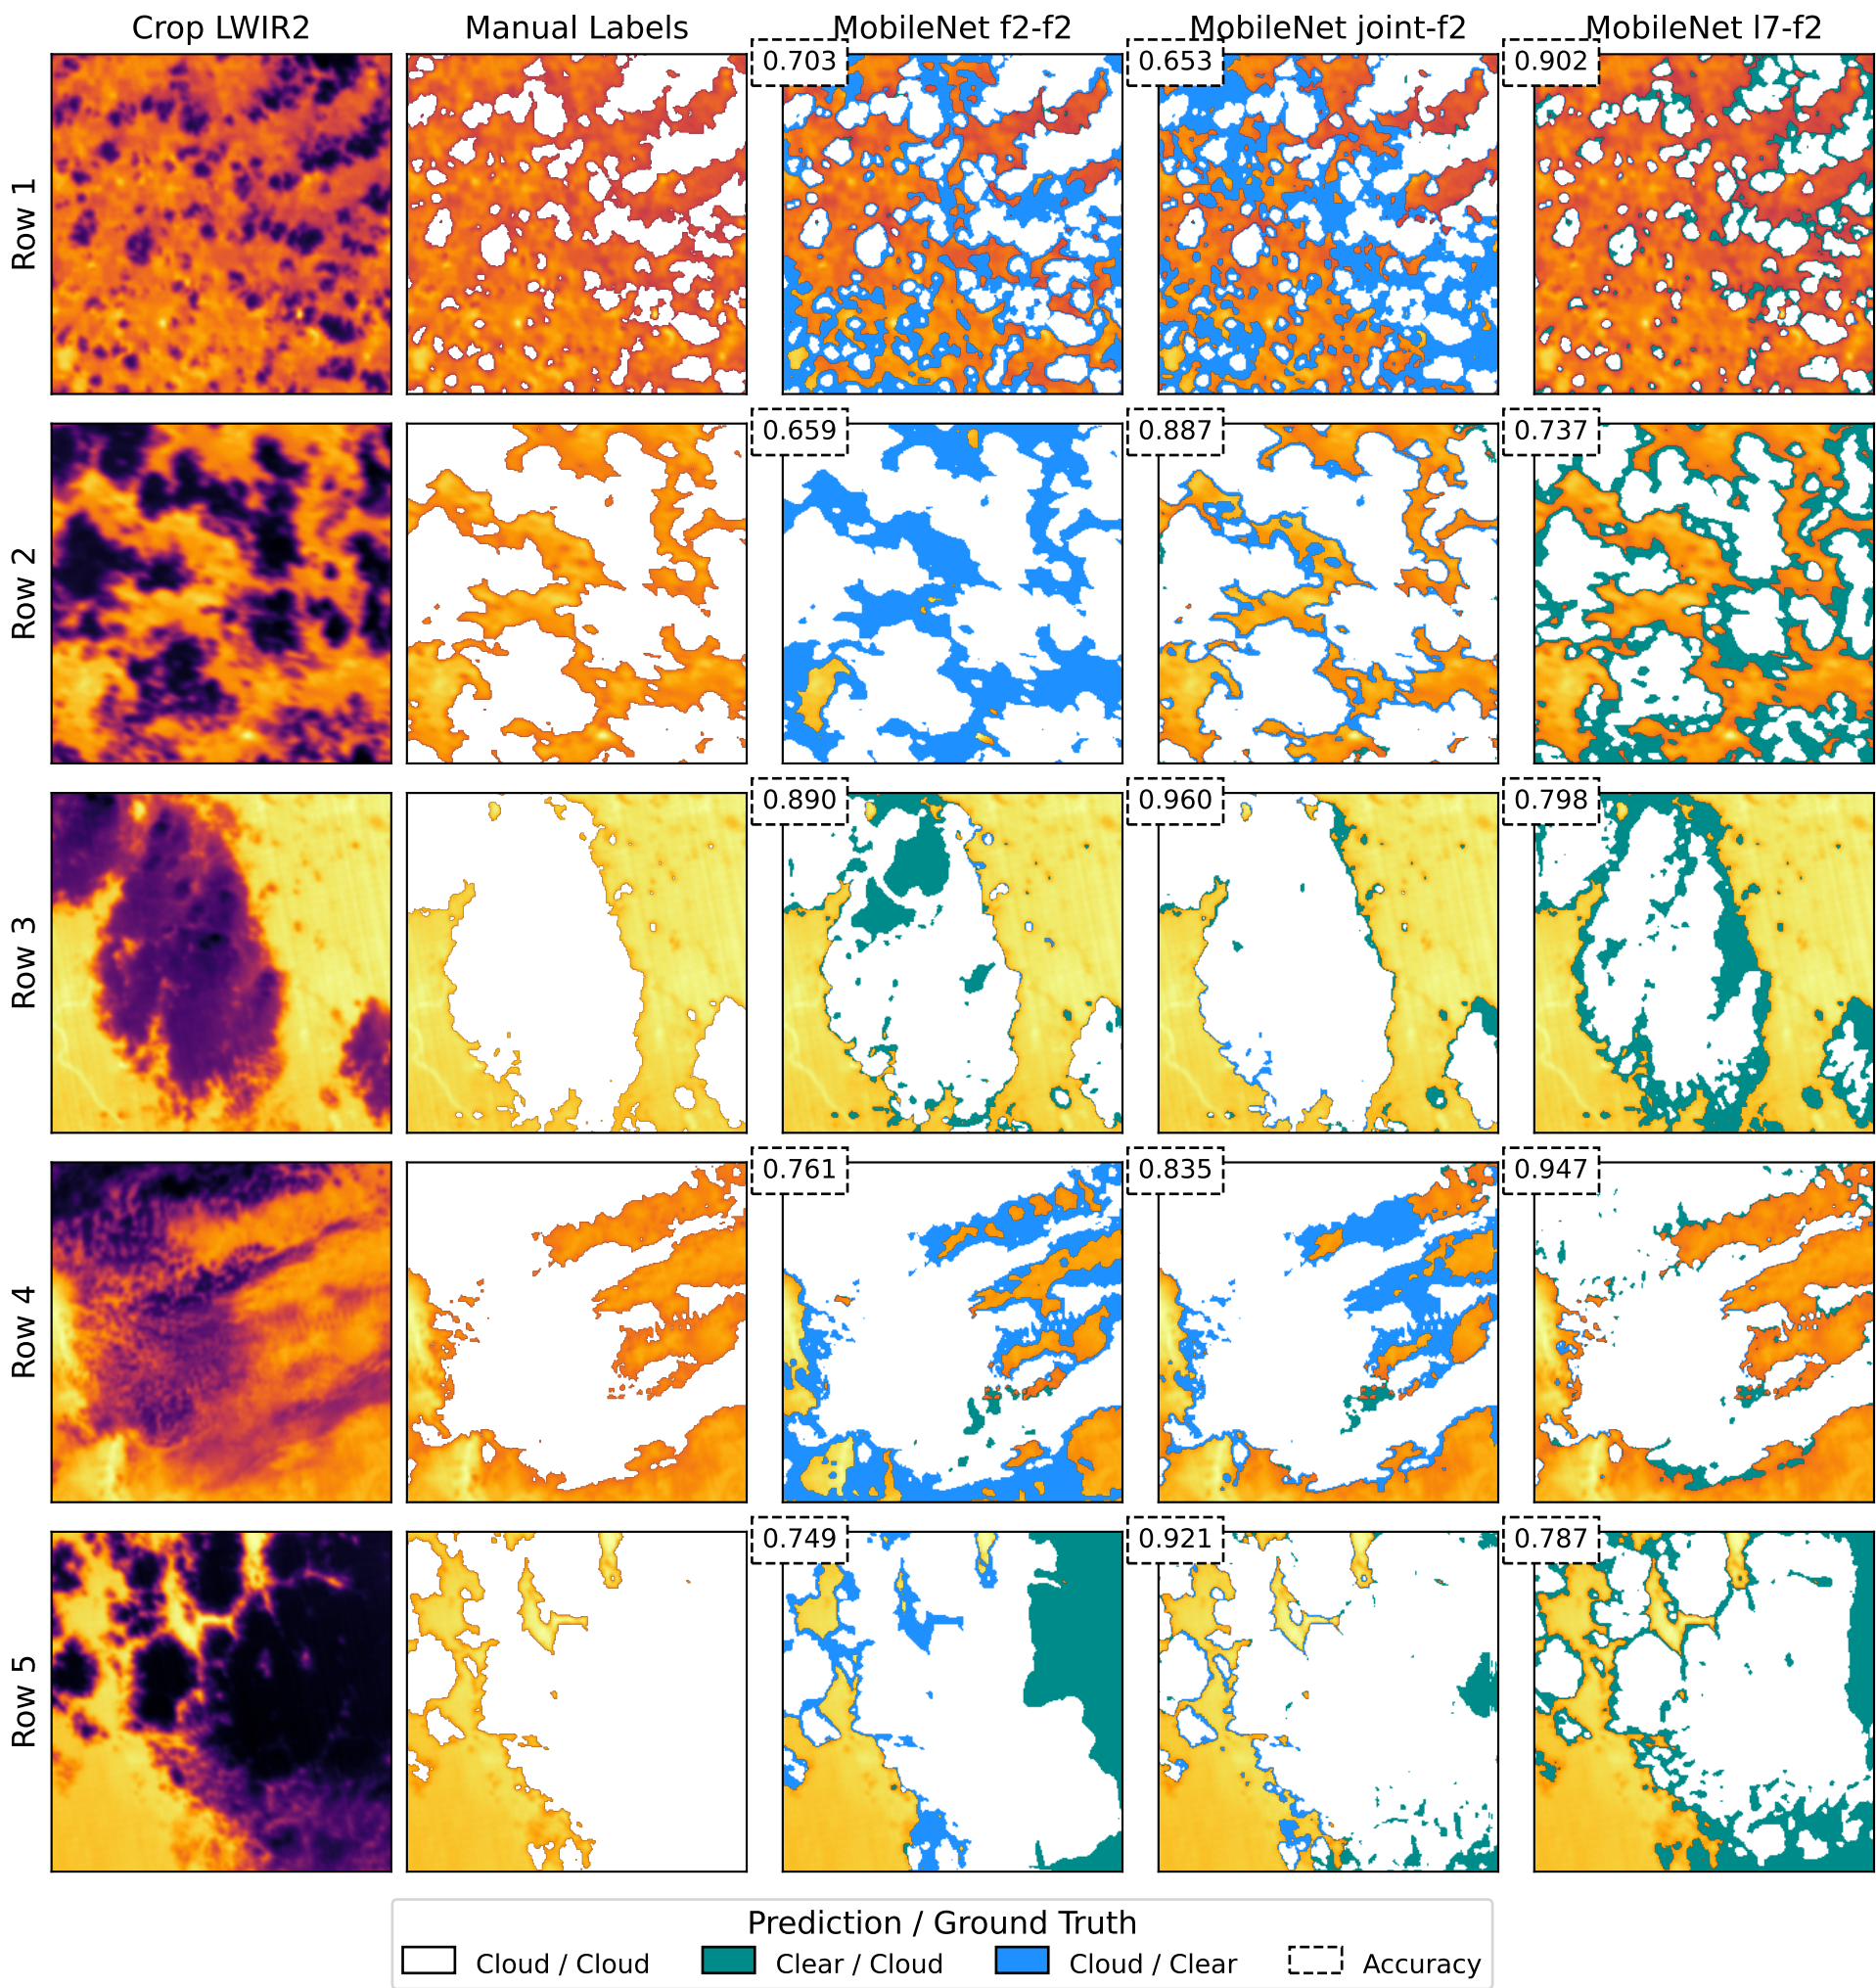 Crop LWIR2 Manual Labels MobileNet f2-f2 MobileNet joint-f2 MobileNet l7-f2
Row 1 0.703 0.653 0.902
Row 2 0.659 0.887 0.737
Row 3 0.890 0.960 0.798
Row 4 0.761 0.835 0.947
Row 5 0.749 0.921 0.787
Prediction / Ground Truth
Cloud / Cloud Clear / Cloud Cloud / Clear Accuracy